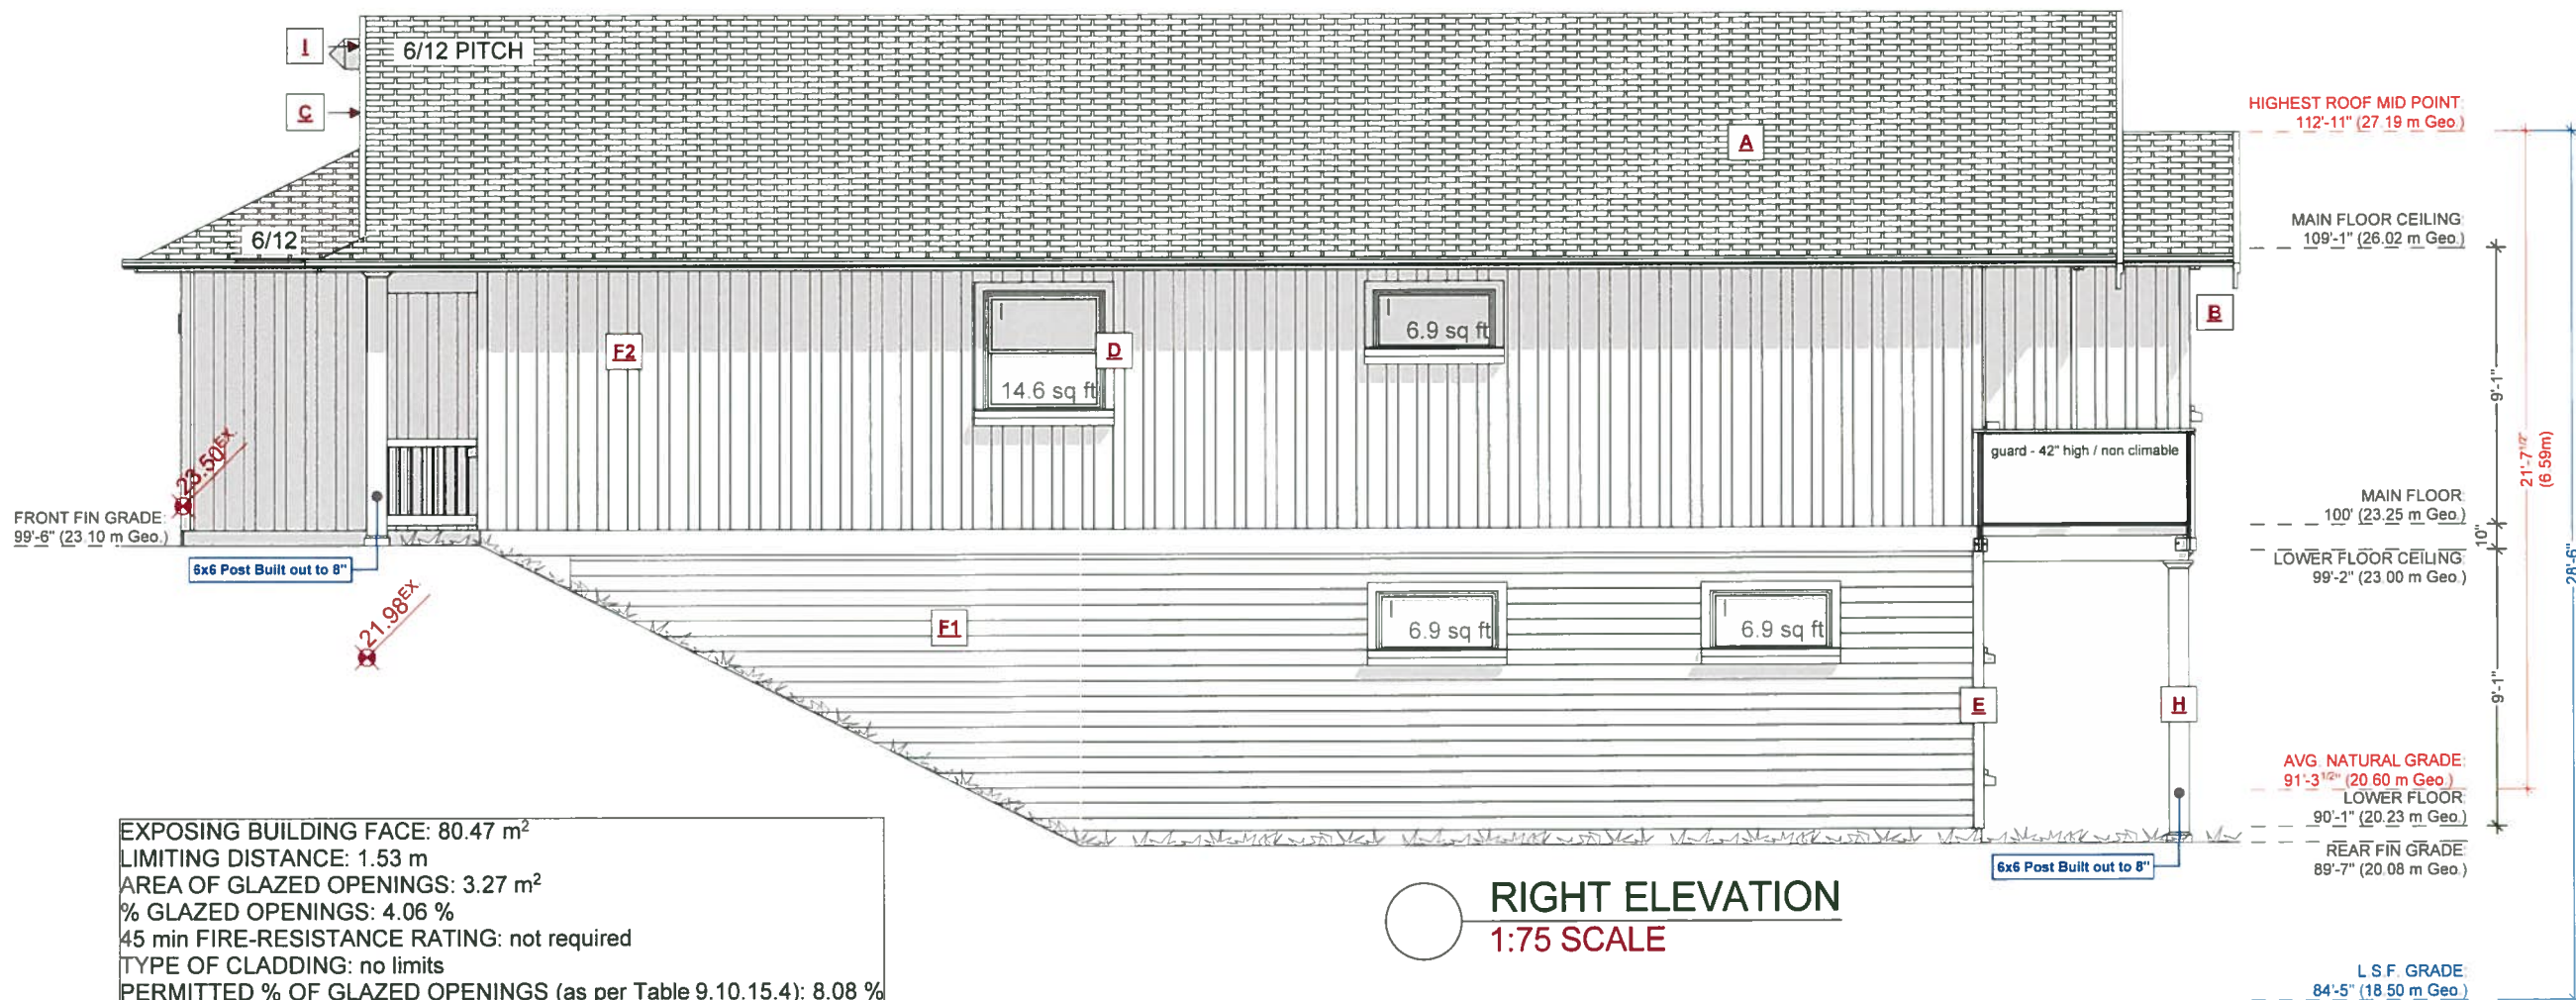 I
6/12 PITCH
C
A
6/12
HIGHEST ROOF MID POINT:
112'-11" (27.19 m Geo.)
MAIN FLOOR CEILING:
109'-1" (26.02 m Geo.)
B
F2
D
14.6 sq ft
6.9 sq ft
9'-1"
21'-7 1/2"
(6.59m)
28'-6"
guard - 42" high / non climable
23.50 EX.
FRONT FIN GRADE:
99'-6" (23.10 m Geo.)
6x6 Post Built out to 8"
21.98 EX.
MAIN FLOOR:
100' (23.25 m Geo.)
10"
LOWER FLOOR CEILING:
99'-2" (23.00 m Geo.)
F1
6.9 sq ft
6.9 sq ft
E
H
9'-1"
AVG. NATURAL GRADE:
91'-3 1/2" (20.60 m Geo.)
LOWER FLOOR:
90'-1" (20.23 m Geo.)
REAR FIN GRADE:
89'-7" (20.08 m Geo.)
6x6 Post Built out to 8"
EXPOSING BUILDING FACE: 80.47 m²
LIMITING DISTANCE: 1.53 m
AREA OF GLAZED OPENINGS: 3.27 m²
% GLAZED OPENINGS: 4.06 %
45 min FIRE-RESISTANCE RATING: not required
TYPE OF CLADDING: no limits
PERMITTED % OF GLAZED OPENINGS (as per Table 9.10.15.4): 8.08 %
RIGHT ELEVATION
1:75 SCALE
L.S.F. GRADE:
84'-5" (18.50 m Geo.)